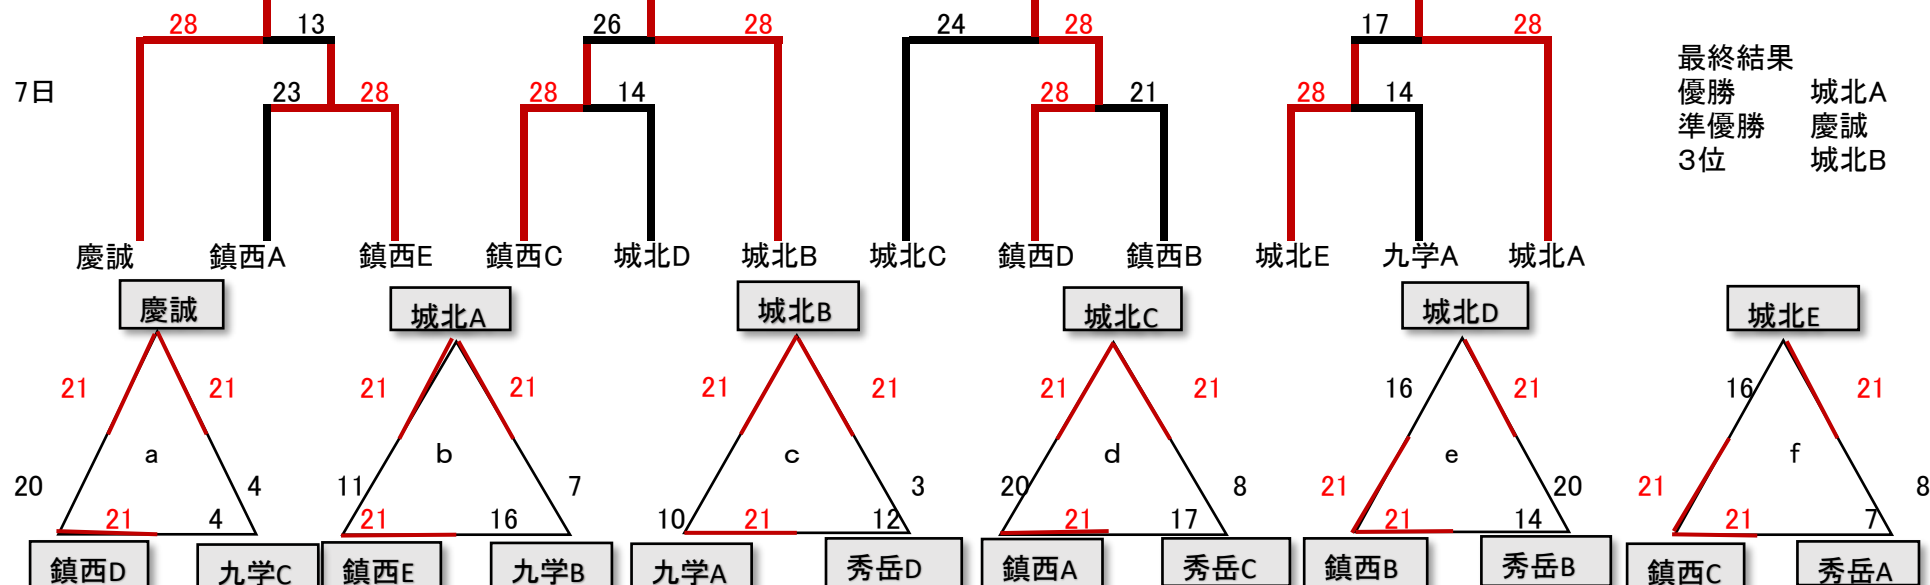 28 13 26 28 24 28 17 28
最終結果
7日 23 28 28 14 28 21 28 14 優勝 城北A
準優勝 慶誠
3位 城北B
慶誠 鎮西A 鎮西E 鎮西C 城北D 城北B 城北C 鎮西D 鎮西B 城北E 九学A 城北A
慶誠 城北A 城北B 城北C 城北D 城北E
21 21 21 21 21 21 21 21 16 21 16 21
a b c d e f
20 4 11 7 3 20 8 21 20 21 8
21 4 21 16 10 21 12 21 17 21 14 21 7
鎮西D 九学C 鎮西E 九学B 九学A 秀岳D 鎮西A 秀岳C 鎮西B 秀岳B 鎮西C 秀岳A